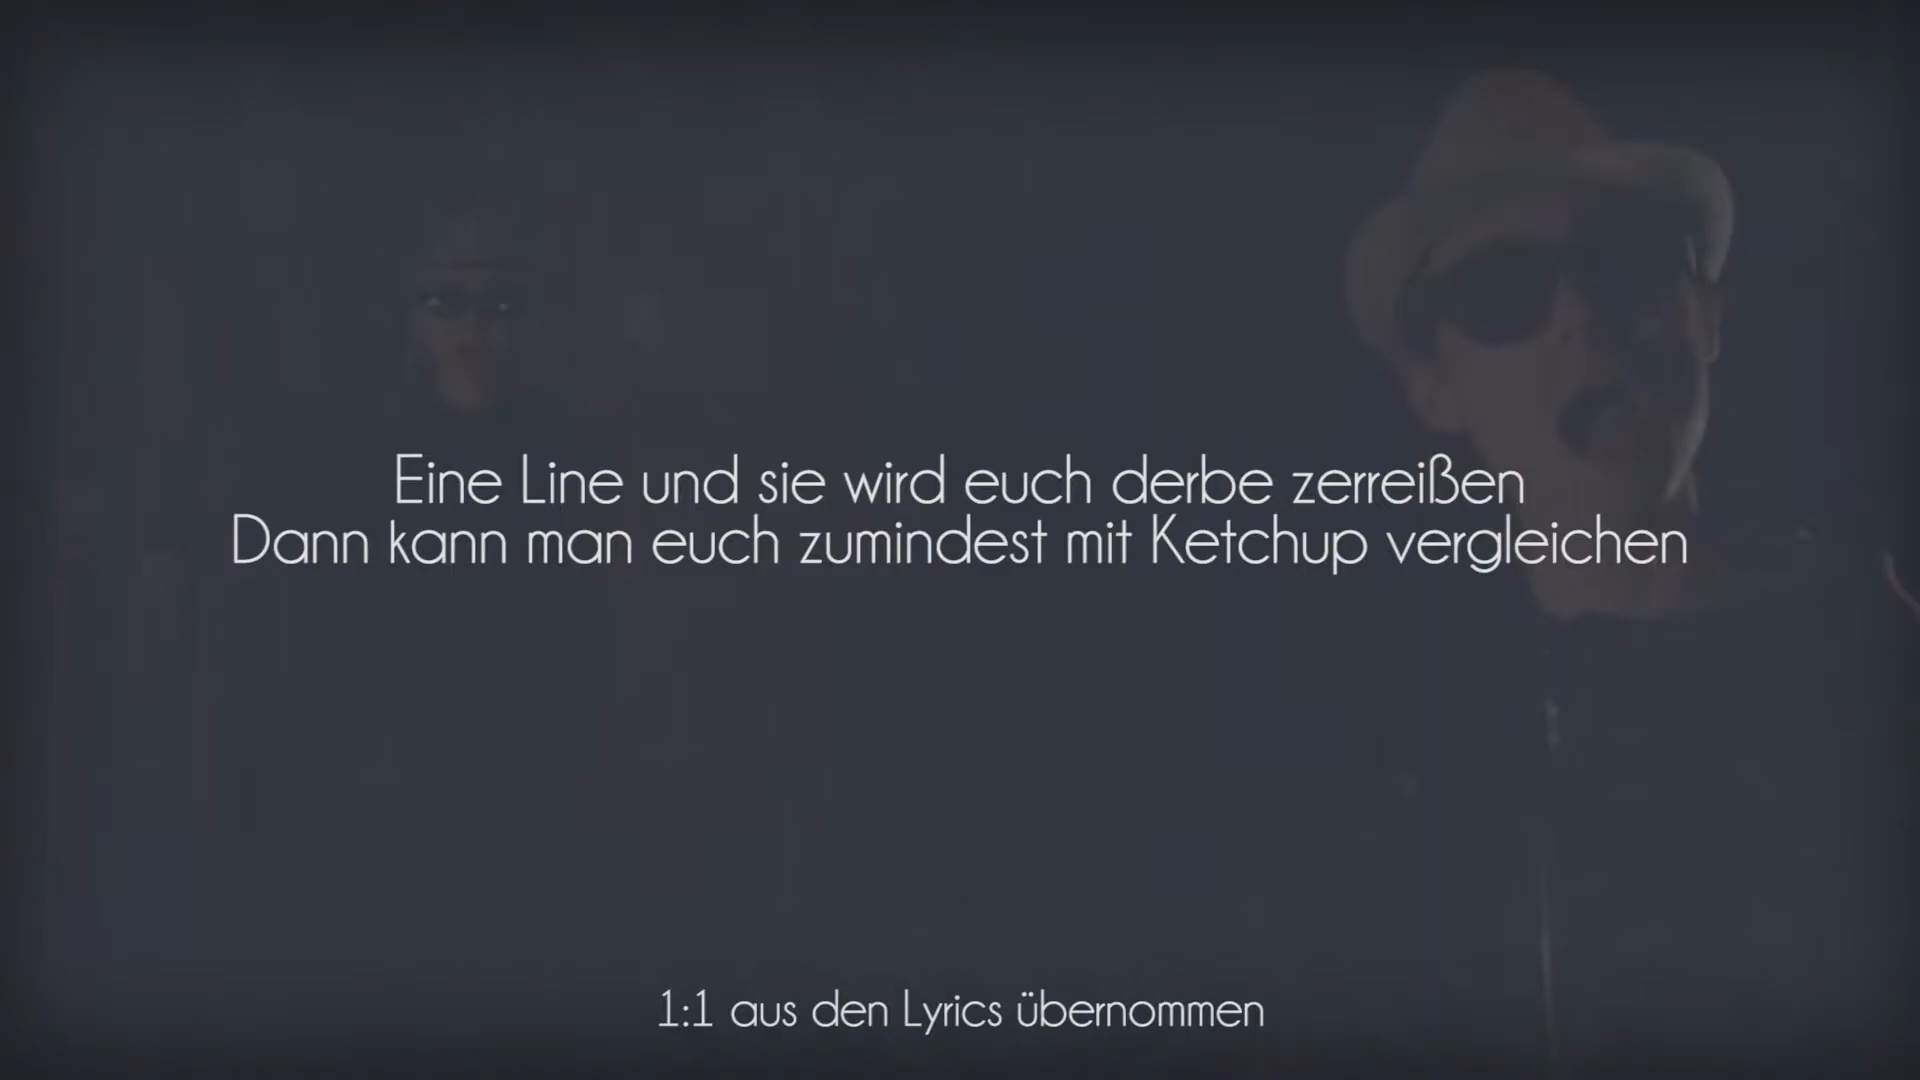 Eine Line und sie wird euch derbe zerreißen
Dann kann man euch zumindest mit Ketchup vergleichen
1:1 aus den Lyrics übernommen